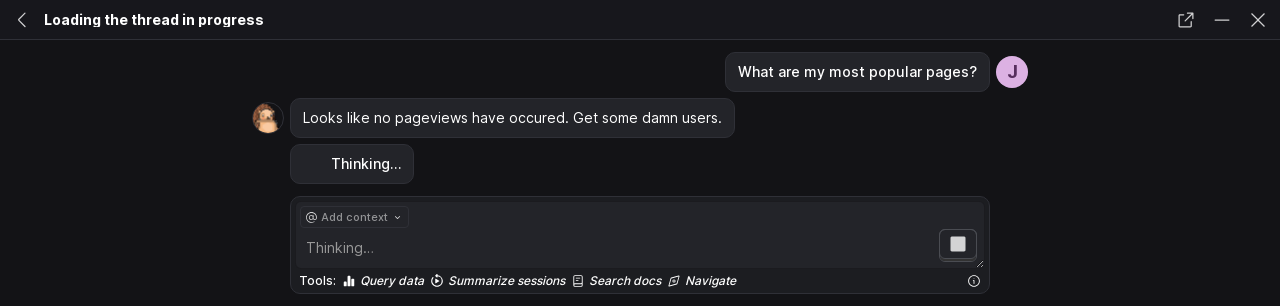 Loading the thread in progress
What are my most popular pages?
J
Looks like no pageviews have occured. Get some damn users.
Thinking...
@ Add context
Thinking...
Tools: Query data Summarize sessions Search docs Navigate